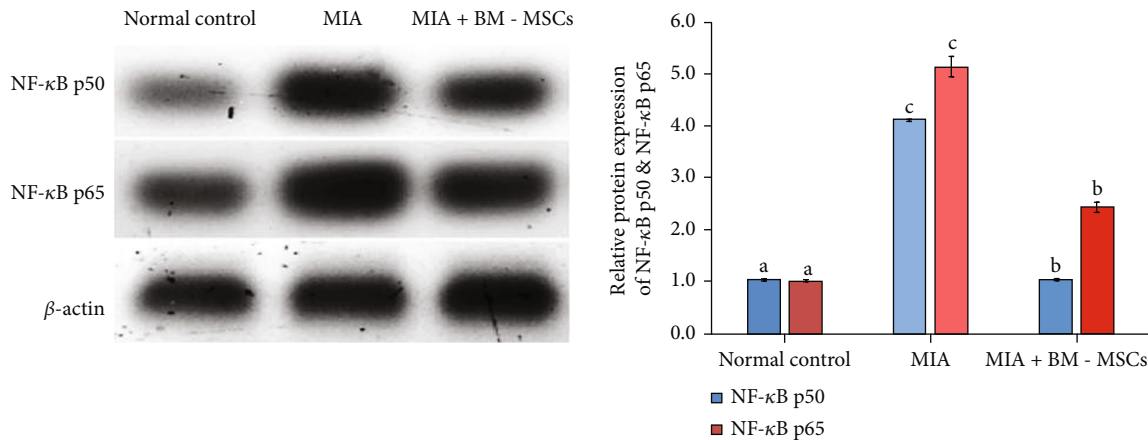 Normal control MIA MIA + BM - MSCs
NF-κB p50
NF-κB p65
β-actin
Relative protein expression
of NF-κB p50 & NF-κB p65
6.0
5.0
4.0
3.0
2.0
1.0
0.0
a a
c c
b b
Normal control MIA MIA + BM - MSCs
NF-κB p50
NF-κB p65